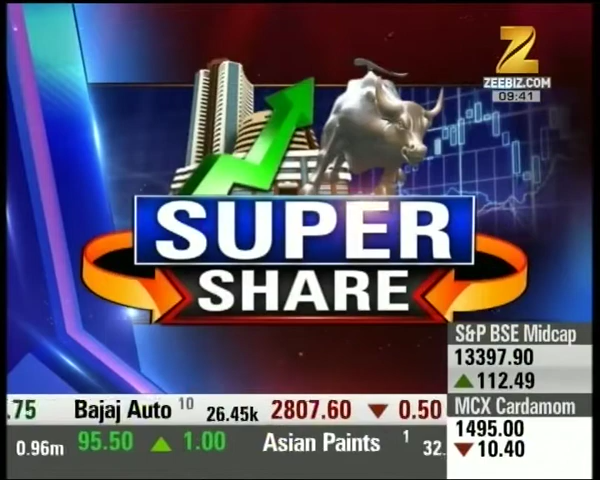 Z
ZEEBIZ.COM
09:41
SUPER
SHARE
S&P BSE Midcap
13397.90
▲ 112.49
MCX Cardamom
1495.00
▼ 10.40
.75 Bajaj Auto 10 26.45k 2807.60 ▼ 0.50
0.96m 95.50 ▲ 1.00 Asian Paints 1 32.